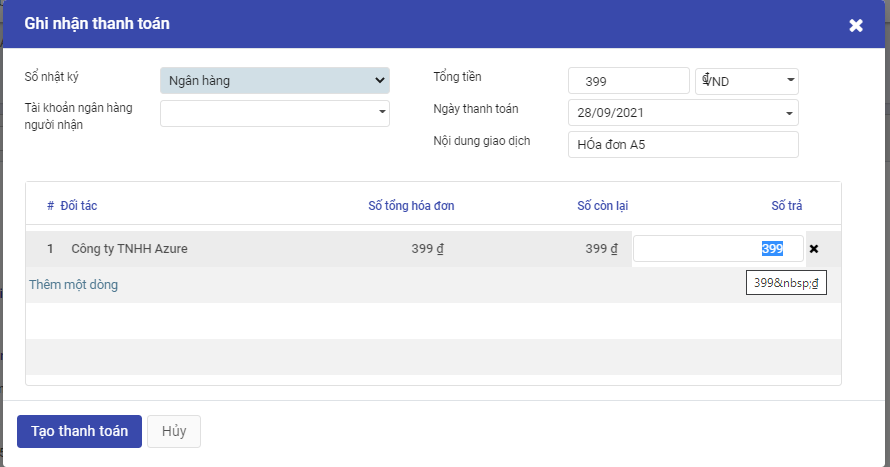 Ghi nhận thanh toán
Sổ nhật ký
Ngân hàng
Tài khoản ngân hàng
người nhận
Tổng tiền
399
₫
VND
Ngày thanh toán
28/09/2021
Nội dung giao dịch
HÓa đơn A5
# Đối tác Số tổng hóa đơn Số còn lại Số trả
1 Công ty TNHH Azure 399 ₫ 399 ₫ 399
Thêm một dòng
399&nbsp;₫
Tạo thanh toán
Hủy